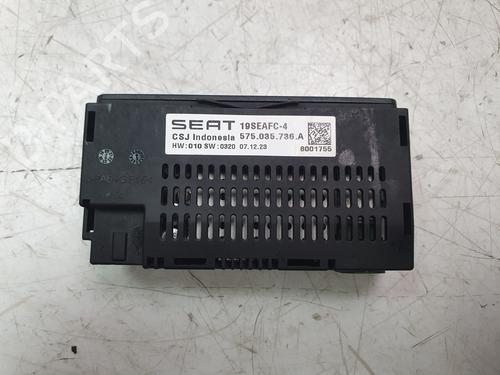 SEAT 19SEAFC-4
CSJ Indonesia 575.035.736.A
HW:010 SW:0320 07.12.23
8001755